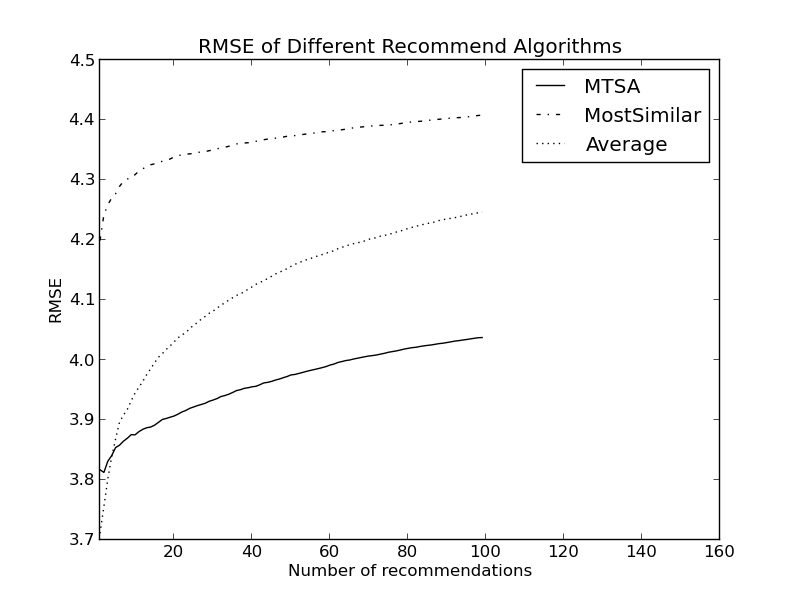 RMSE of Different Recommend Algorithms
4.5
4.4
4.3
4.2
4.1
4.0
3.9
3.8
3.7
RMSE
MTSA
MostSimilar
Average
20 40 60 80 100 120 140 160
Number of recommendations